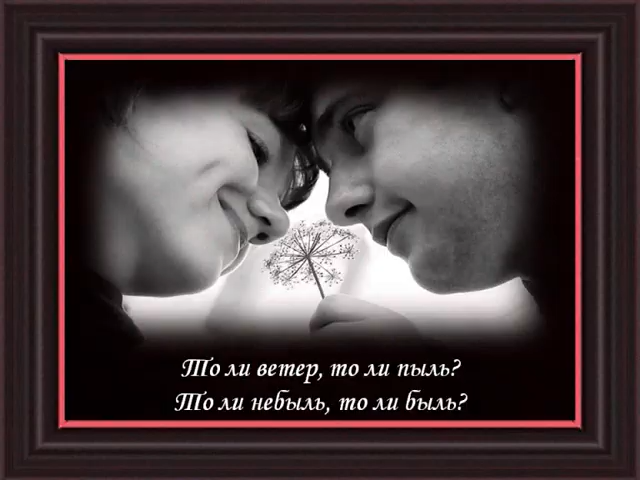 То ли ветер, то ли пыль?
То ли небыль, то ли быль?